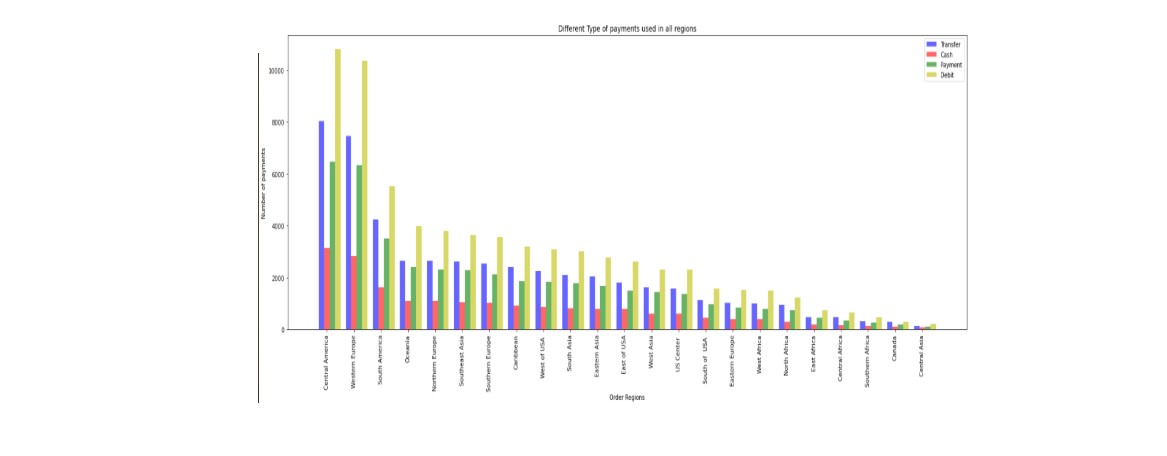 Different Type of payments used in all regions
Transfer
Cash
Payment
Debit
Number of payments
10000
8000
6000
4000
2000
0
Central America
Western Europe
South America
Oceania
Northern Europe
Southeast Asia
Southern Europe
Caribbean
West of USA
South Asia
Eastern Asia
East of USA
West Asia
US Center
South of  USA
Eastern Europe
West Africa
North Africa
East Africa
Central Africa
Southern Africa
Canada
Central Asia
Order Regions